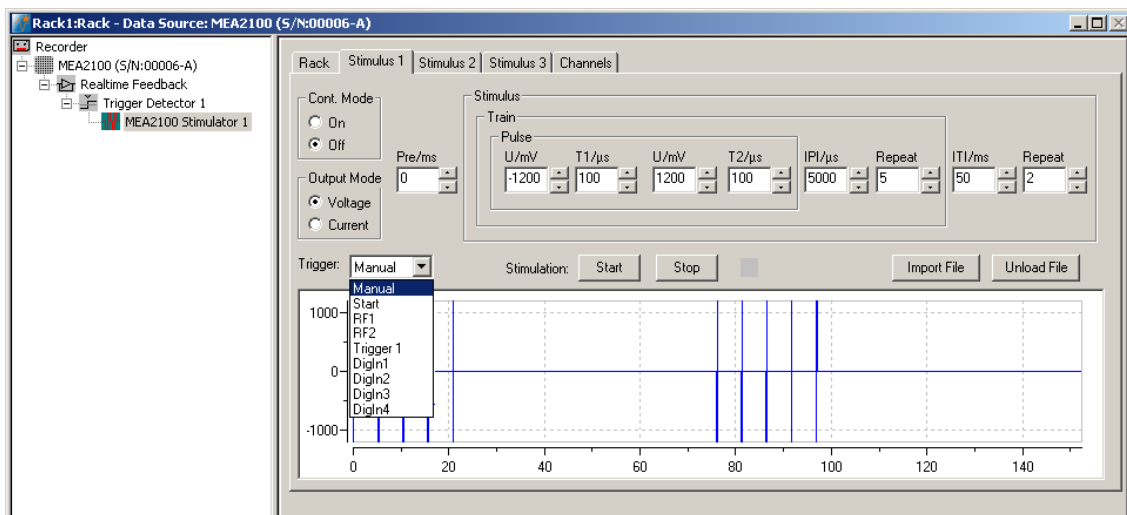 Rack1:Rack - Data Source: MEA2100 (S/N:00006-A)
Recorder
MEA2100 (S/N:00006-A)
Realtime Feedback
Trigger Detector 1
MEA2100 Stimulator 1
Rack Stimulus 1 Stimulus 2 Stimulus 3 Channels
Cont. Mode
On
Off
Output Mode
Voltage
Current
Pre/ms
0
Stimulus
Train
Pulse
U/mV T1/µs U/mV T2/µs IPI/µs Repeat ITI/ms Repeat
-1200 100 1200 100 5000 5 50 2
Trigger: Manual Stimulation: Start Stop Import File Unload File
Manual
Start
RF1
RF2
Trigger 1
DigIn1
DigIn2
DigIn3
DigIn4
1000
0
-1000
0 20 40 60 80 100 120 140